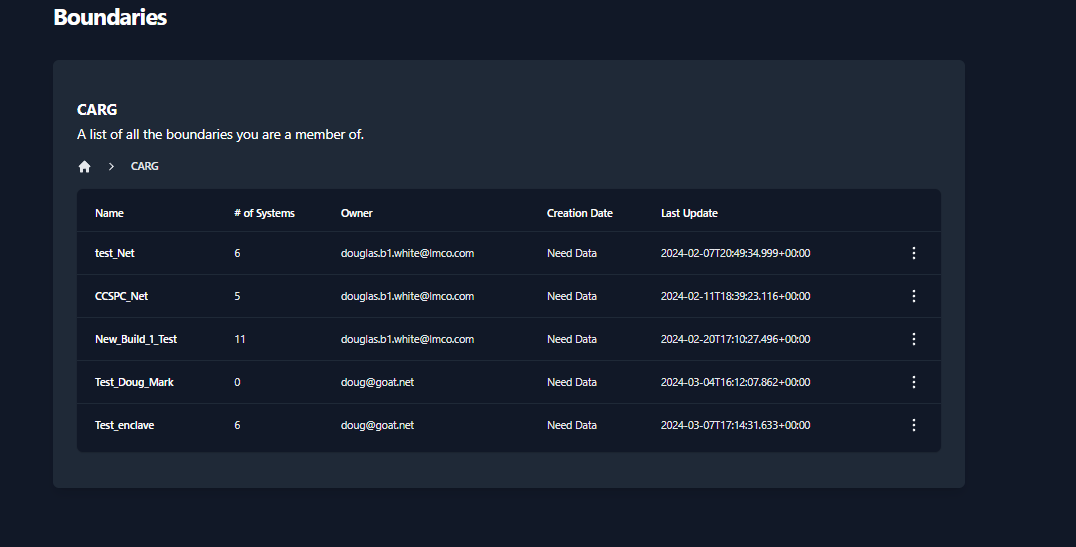 Boundaries
CARG
A list of all the boundaries you are a member of.
CARG
Name # of Systems Owner Creation Date Last Update
test_Net 6 douglas.b1.white@lmco.com Need Data 2024-02-07T20:49:34.999+00:00
CCSPC_Net 5 douglas.b1.white@lmco.com Need Data 2024-02-11T18:39:23.116+00:00
New_Build_1_Test 11 douglas.b1.white@lmco.com Need Data 2024-02-20T17:10:27.496+00:00
Test_Doug_Mark 0 doug@goat.net Need Data 2024-03-04T16:12:07.862+00:00
Test_enclave 6 doug@goat.net Need Data 2024-03-07T17:14:31.633+00:00